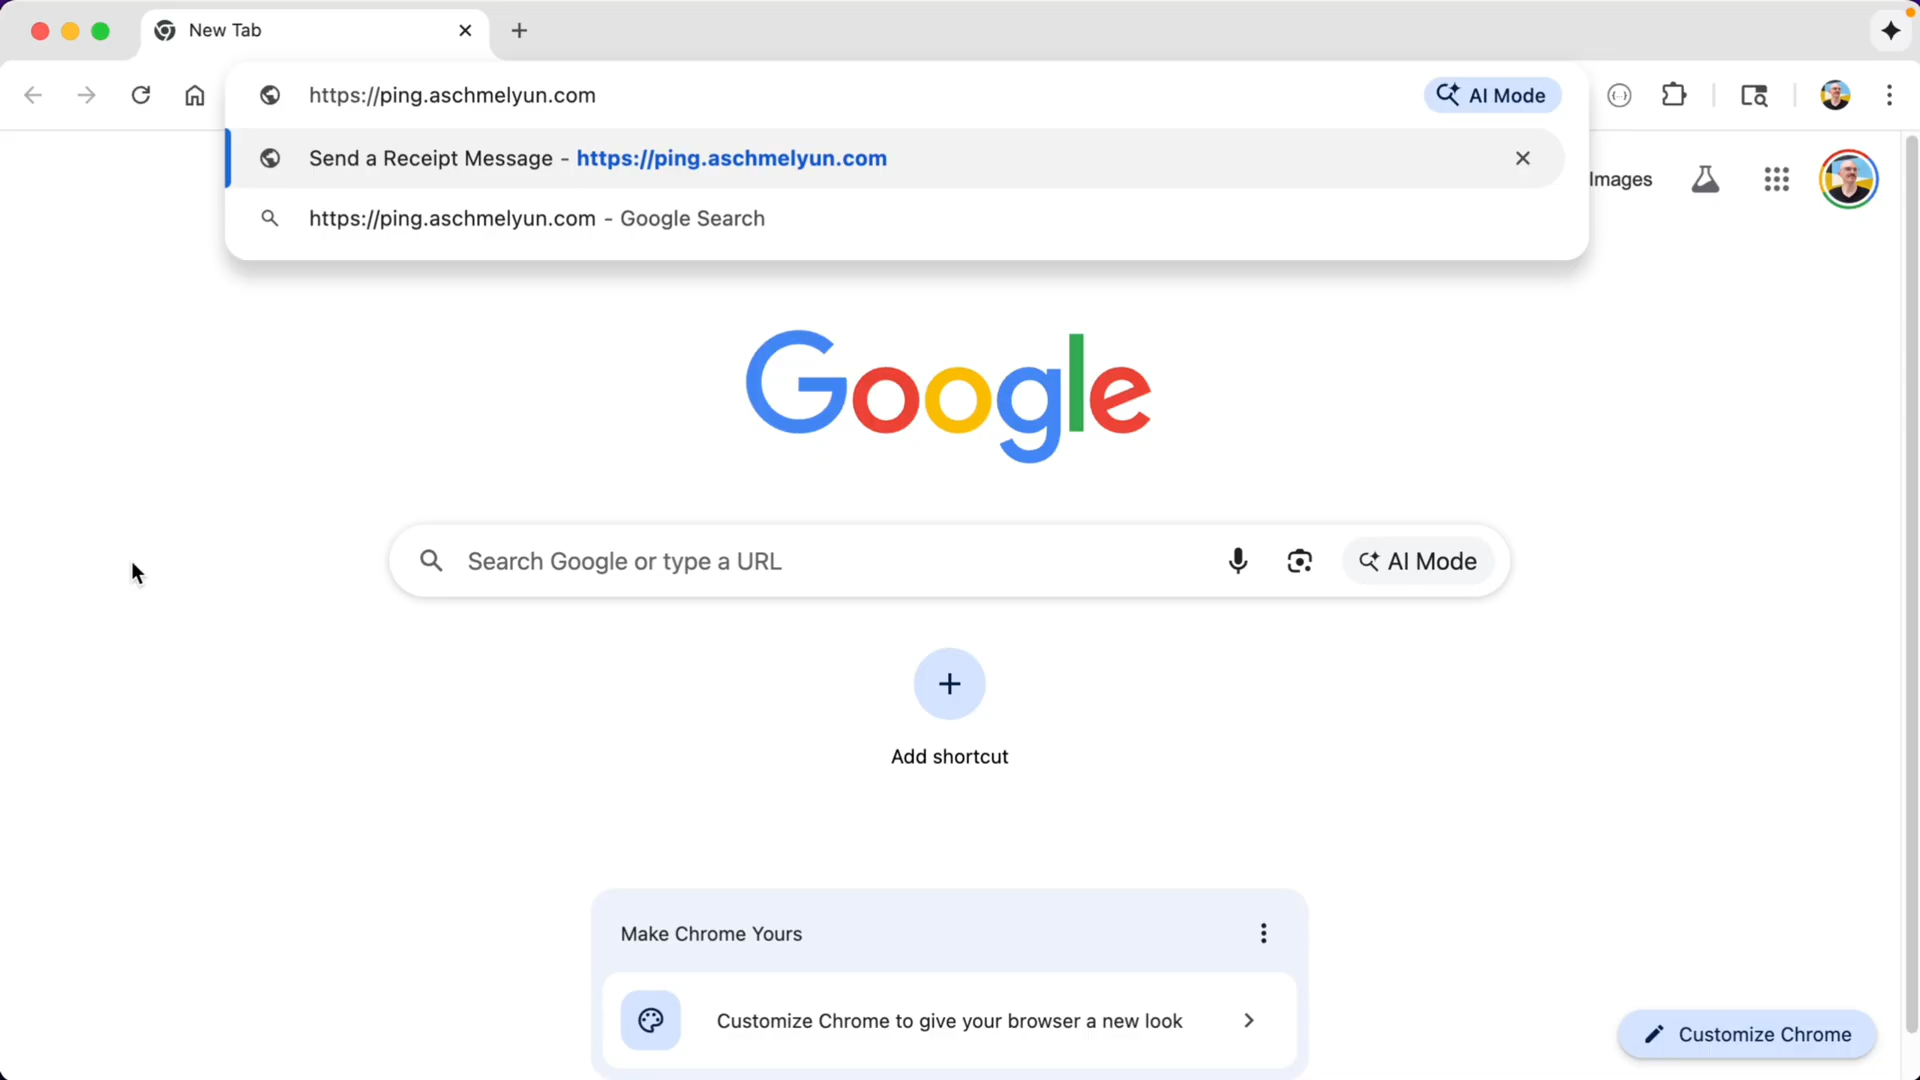 New Tab
https://ping.aschmelyun.com
AI Mode
Send a Receipt Message - https://ping.aschmelyun.com
https://ping.aschmelyun.com - Google Search
Images
Google
Search Google or type a URL
AI Mode
Add shortcut
Make Chrome Yours
Customize Chrome to give your browser a new look
Customize Chrome